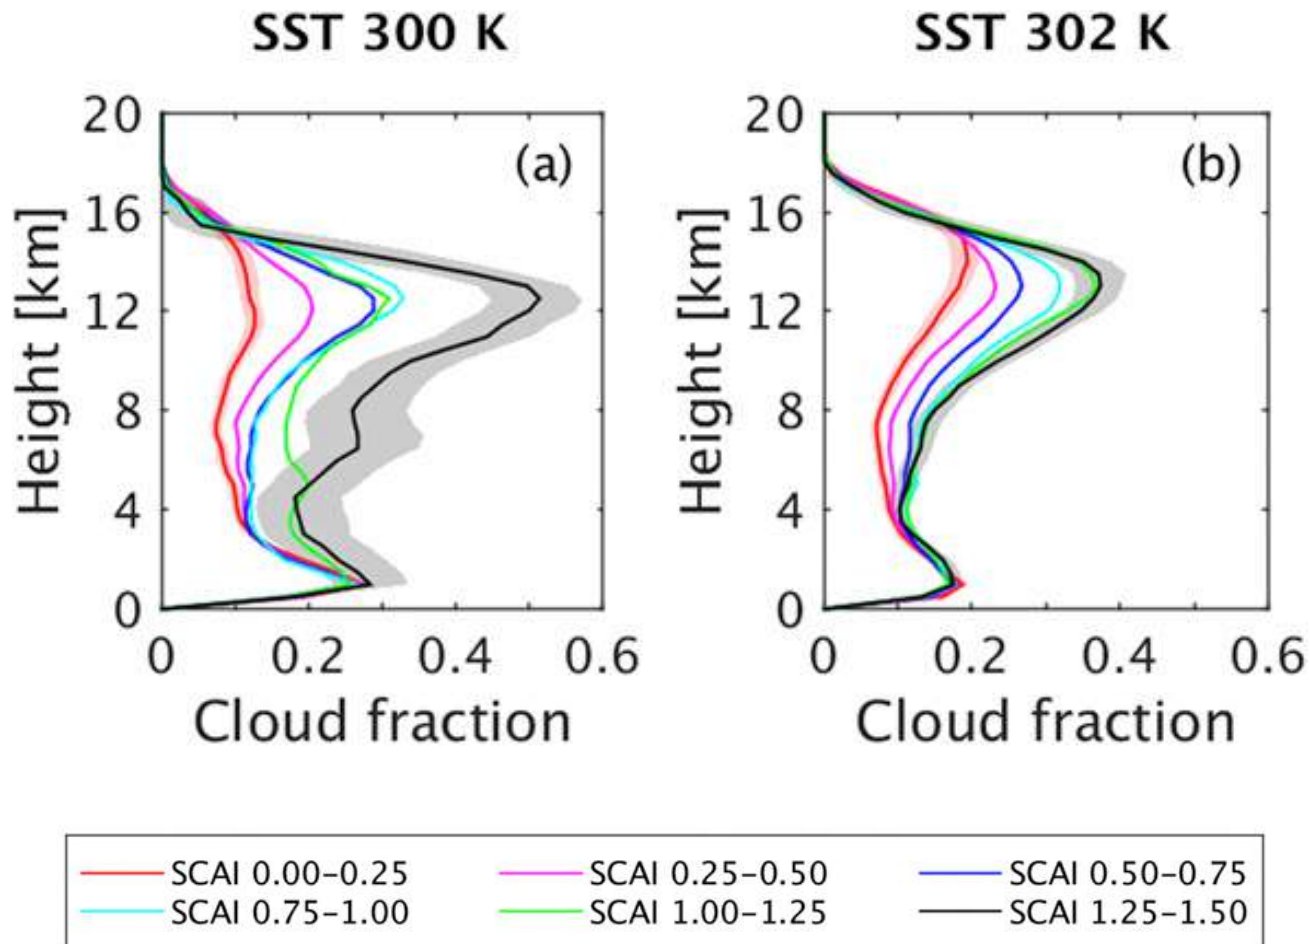 SST 300 K
SST 302 K
20
16
12
8
4
0
Height [km]
(a)
0 0.2 0.4 0.6
Cloud fraction
20
16
12
8
4
0
Height [km]
(b)
0 0.2 0.4 0.6
Cloud fraction
SCAI 0.00–0.25 SCAI 0.25–0.50 SCAI 0.50–0.75
SCAI 0.75–1.00 SCAI 1.00–1.25 SCAI 1.25–1.50